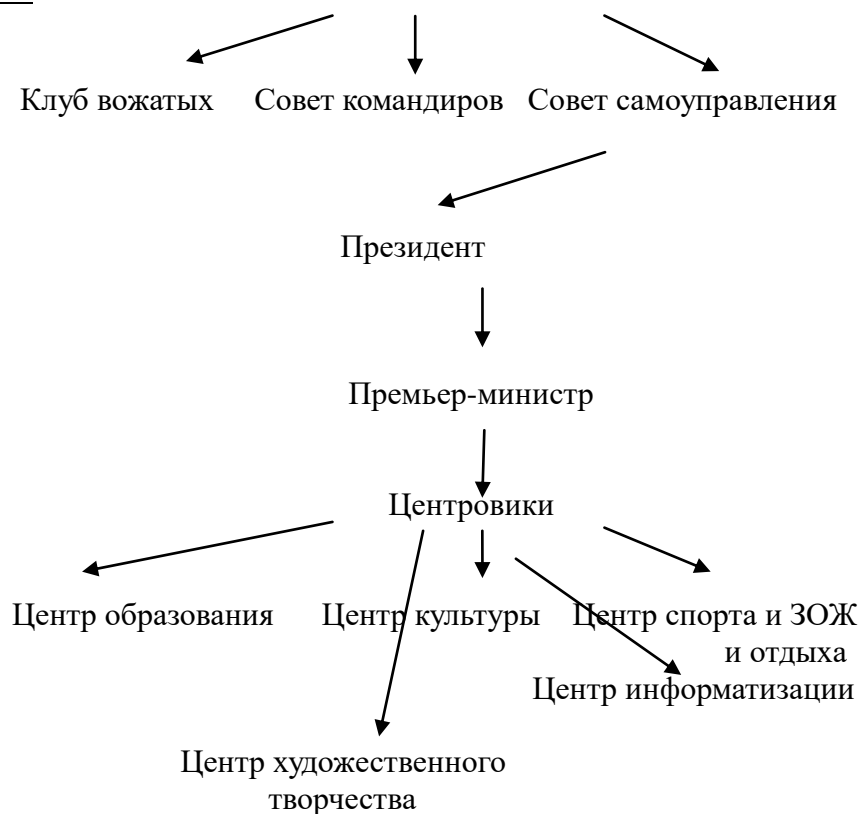 Клуб вожатых Совет командиров Совет самоуправления
Президент
Премьер-министр
Центровики
Центр образования Центр культуры Центр спорта и ЗОЖ
и отдыха
Центр информатизации
Центр художественного
творчества